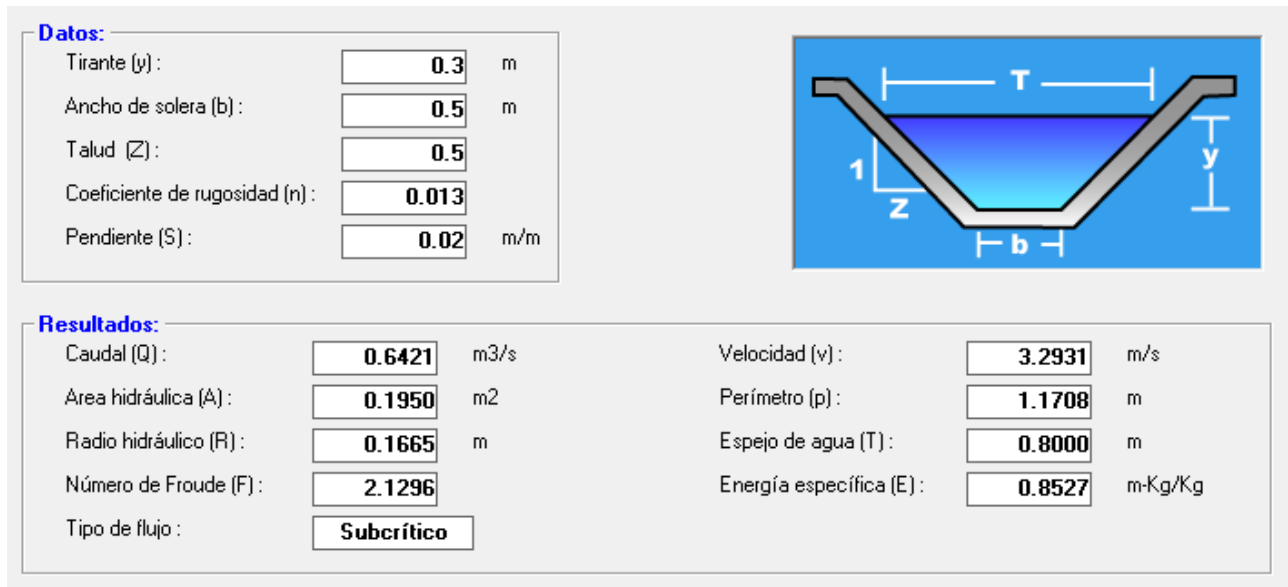 Datos:
Tirante (y) : 0.3 m
Ancho de solera (b) : 0.5 m
Talud (Z) : 0.5
Coeficiente de rugosidad (n) : 0.013
Pendiente (S) : 0.02 m/m
T
1
Z
y
b
Resultados:
Caudal (Q) : 0.6421 m3/s Velocidad (v) : 3.2931 m/s
Area hidráulica (A) : 0.1950 m2 Perímetro (p) : 1.1708 m
Radio hidráulico (R) : 0.1665 m Espejo de agua (T) : 0.8000 m
Número de Froude (F) : 2.1296 Energía específica (E) : 0.8527 m-Kg/Kg
Tipo de flujo : Subcrítico